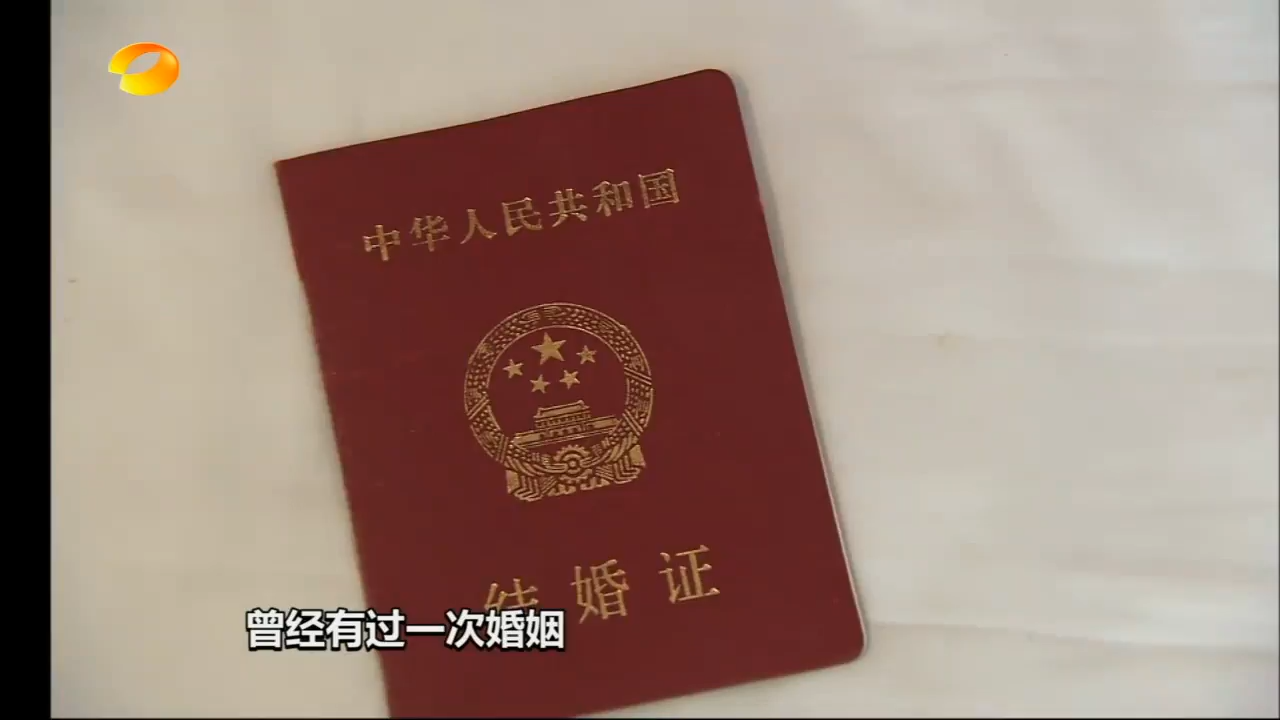 中华人民共和国
结婚证
曾经有过一次婚姻